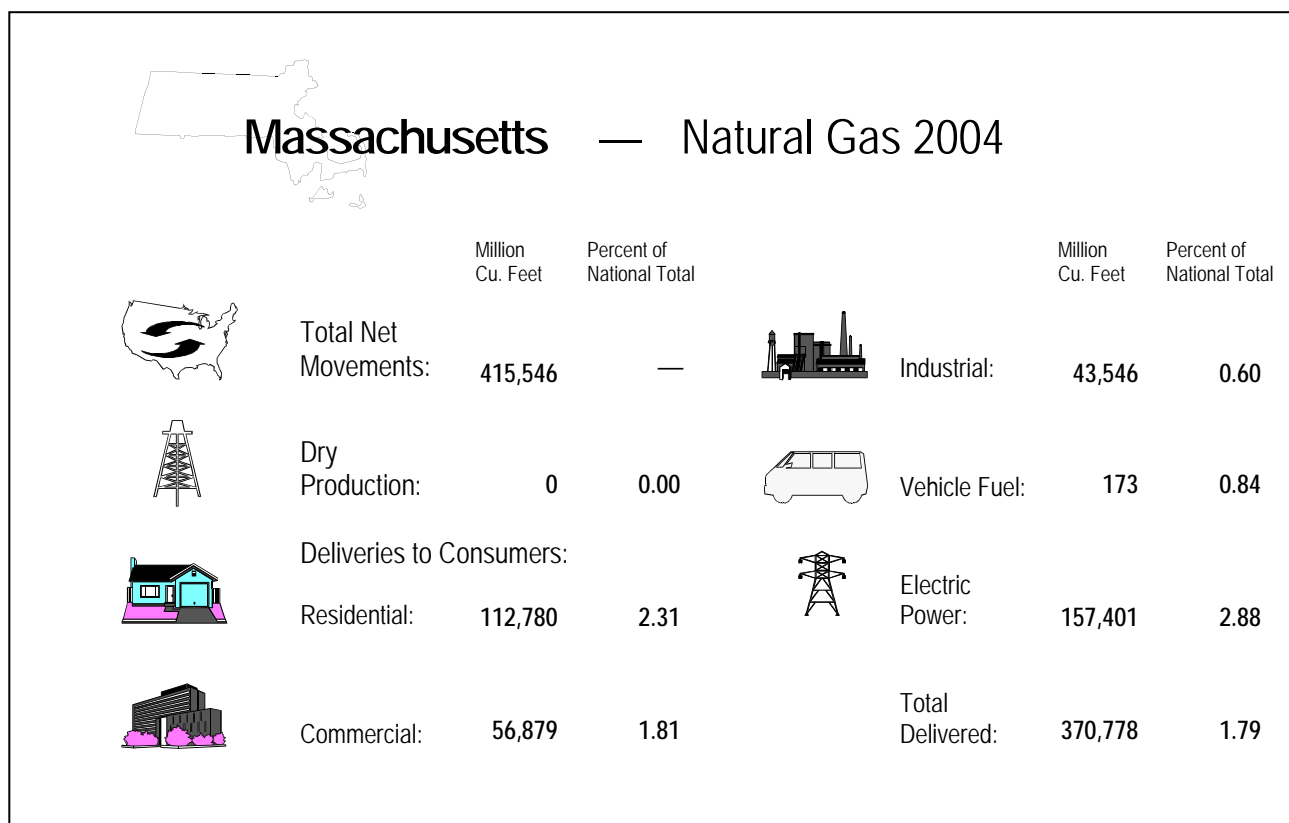 Massachusetts — Natural Gas 2004
Million
Cu. Feet
Percent of
National Total
Million
Cu. Feet
Percent of
National Total
Total Net
Movements: 415,546 —
Industrial: 43,546 0.60
Dry
Production: 0 0.00
Vehicle Fuel: 173 0.84
Deliveries to Consumers:
Residential: 112,780 2.31
Electric
Power: 157,401 2.88
Commercial: 56,879 1.81
Total
Delivered: 370,778 1.79